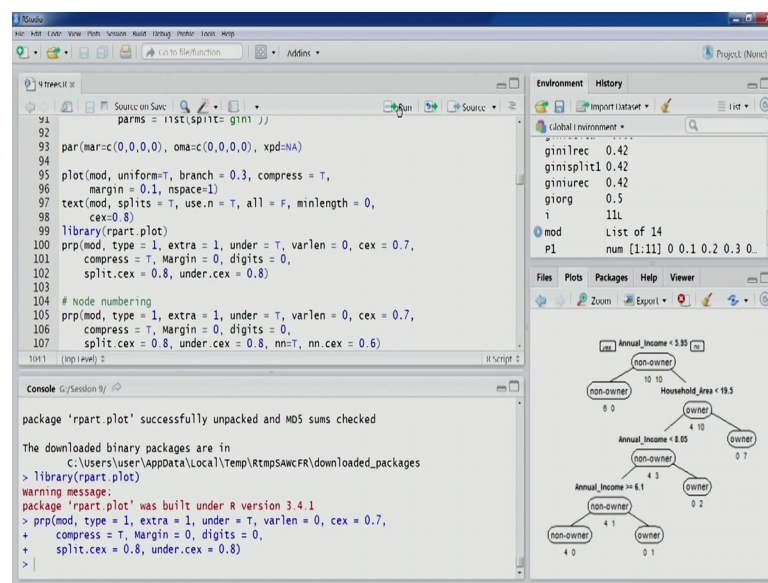 RStudio
File Edit Code View Plots Session Build Debug Profile Tools Help
Go to file/function
Addins
Project: (None)
9 trees.R
Source on Save
Run
Source
91 parms = list(split="gini"))
92
93 par(mar=c(0,0,0,0), oma=c(0,0,0,0), xpd=NA)
94
95 plot(mod, uniform=T, branch = 0.3, compress = T,
96 margin = 0.1, nspace=1)
97 text(mod, splits = T, use.n = T, all = F, minlength = 0,
98 cex=0.8)
99 library(rpart.plot)
100 prp(mod, type = 1, extra = 1, under = T, varlen = 0, cex = 0.7,
101 compress = T, Margin = 0, digits = 0,
102 split.cex = 0.8, under.cex = 0.8)
103
104 # Node numbering
105 prp(mod, type = 1, extra = 1, under = T, varlen = 0, cex = 0.7,
106 compress = T, Margin = 0, digits = 0,
107 split.cex = 0.8, under.cex = 0.8, nn=T, nn.cex = 0.6)
104:1 (Top Level)
R Script
Console G:/Session 9/
package 'rpart.plot' successfully unpacked and MD5 sums checked
The downloaded binary packages are in
C:\Users\user\AppData\Local\Temp\RtmpSAwcFR\downloaded_packages
> library(rpart.plot)
Warning message:
package 'rpart.plot' was built under R version 3.4.1
> prp(mod, type = 1, extra = 1, under = T, varlen = 0, cex = 0.7,
+ compress = T, Margin = 0, digits = 0,
+ split.cex = 0.8, under.cex = 0.8)
>
Environment History
Import Dataset
List
Global Environment
ginilrec 0.42
ginisplit1 0.42
giniurec 0.42
giorg 0.5
i 11L
mod List of 14
P1 num [1:11] 0 0.1 0.2 0.3 0…
Files Plots Packages Help Viewer
Zoom Export
yes Annual_Income < 5.95 no
non-owner
10 10
non-owner
6 0
Household_Area < 19.5
owner
4 10
Annual_Income < 8.05
non-owner
4 3
owner
0 7
Annual_Income >= 6.1
non-owner
4 1
owner
0 2
non-owner
4 0
owner
0 1